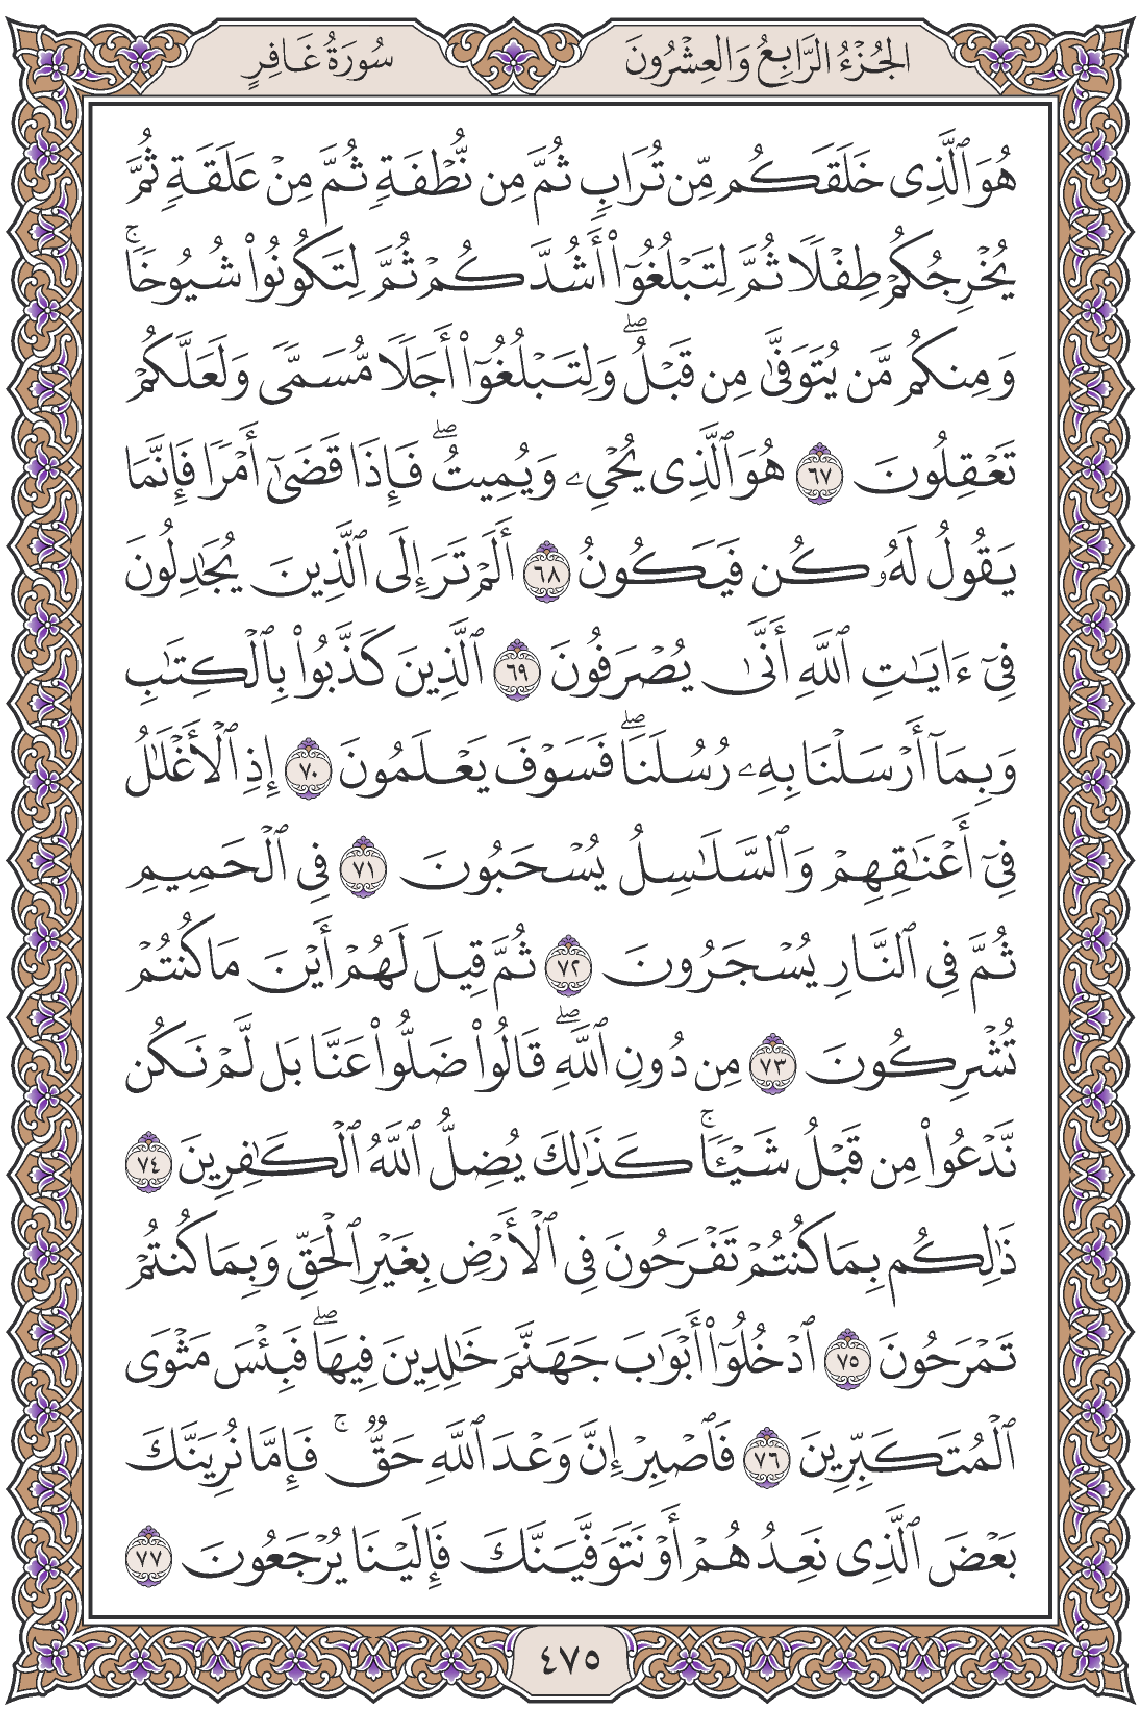 الجُزْءُ الرَّابِعُ وَالعِشْرُونَ
سُورَةُ غَافِرٍ
هُوَ ٱلَّذِى خَلَقَكُم مِّن تُرَابٍ ثُمَّ مِن نُّطْفَةٍ ثُمَّ مِنْ عَلَقَةٍ ثُمَّ
يُخْرِجُكُمْ طِفْلًا ثُمَّ لِتَبْلُغُوٓا۟ أَشُدَّكُمْ ثُمَّ لِتَكُونُوا۟ شُيُوخًا ۚ
وَمِنكُم مَّن يُتَوَفَّىٰ مِن قَبْلُ ۖ وَلِتَبْلُغُوٓا۟ أَجَلًا مُّسَمًّى وَلَعَلَّكُمْ
تَعْقِلُونَ ٦٧ هُوَ ٱلَّذِى يُحْىِۦ وَيُمِيتُ ۖ فَإِذَا قَضَىٰٓ أَمْرًا فَإِنَّمَا
يَقُولُ لَهُۥ كُن فَيَكُونُ ٦٨ أَلَمْ تَرَ إِلَى ٱلَّذِينَ يُجَـٰدِلُونَ
فِىٓ ءَايَـٰتِ ٱللَّهِ أَنَّىٰ يُصْرَفُونَ ٦٩ ٱلَّذِينَ كَذَّبُوا۟ بِٱلْكِتَـٰبِ
وَبِمَآ أَرْسَلْنَا بِهِۦ رُسُلَنَا ۖ فَسَوْفَ يَعْلَمُونَ ٧٠ إِذِ ٱلْأَغْلَـٰلُ
فِىٓ أَعْنَـٰقِهِمْ وَٱلسَّلَـٰسِلُ يُسْحَبُونَ ٧١ فِى ٱلْحَمِيمِ
ثُمَّ فِى ٱلنَّارِ يُسْجَرُونَ ٧٢ ثُمَّ قِيلَ لَهُمْ أَيْنَ مَا كُنتُمْ
تُشْرِكُونَ ٧٣ مِن دُونِ ٱللَّهِ ۖ قَالُوا۟ ضَلُّوا۟ عَنَّا بَل لَّمْ نَكُن
نَّدْعُوا۟ مِن قَبْلُ شَيْـًٔا ۚ كَذَٰلِكَ يُضِلُّ ٱللَّهُ ٱلْكَـٰفِرِينَ ٧٤
ذَٰلِكُم بِمَا كُنتُمْ تَفْرَحُونَ فِى ٱلْأَرْضِ بِغَيْرِ ٱلْحَقِّ وَبِمَا كُنتُمْ
تَمْرَحُونَ ٧٥ ٱدْخُلُوٓا۟ أَبْوَٰبَ جَهَنَّمَ خَـٰلِدِينَ فِيهَا ۖ فَبِئْسَ مَثْوَى
ٱلْمُتَكَبِّرِينَ ٧٦ فَٱصْبِرْ إِنَّ وَعْدَ ٱللَّهِ حَقٌّ ۚ فَإِمَّا نُرِيَنَّكَ
بَعْضَ ٱلَّذِى نَعِدُهُمْ أَوْ نَتَوَفَّيَنَّكَ فَإِلَيْنَا يُرْجَعُونَ ٧٧
٤٧٥